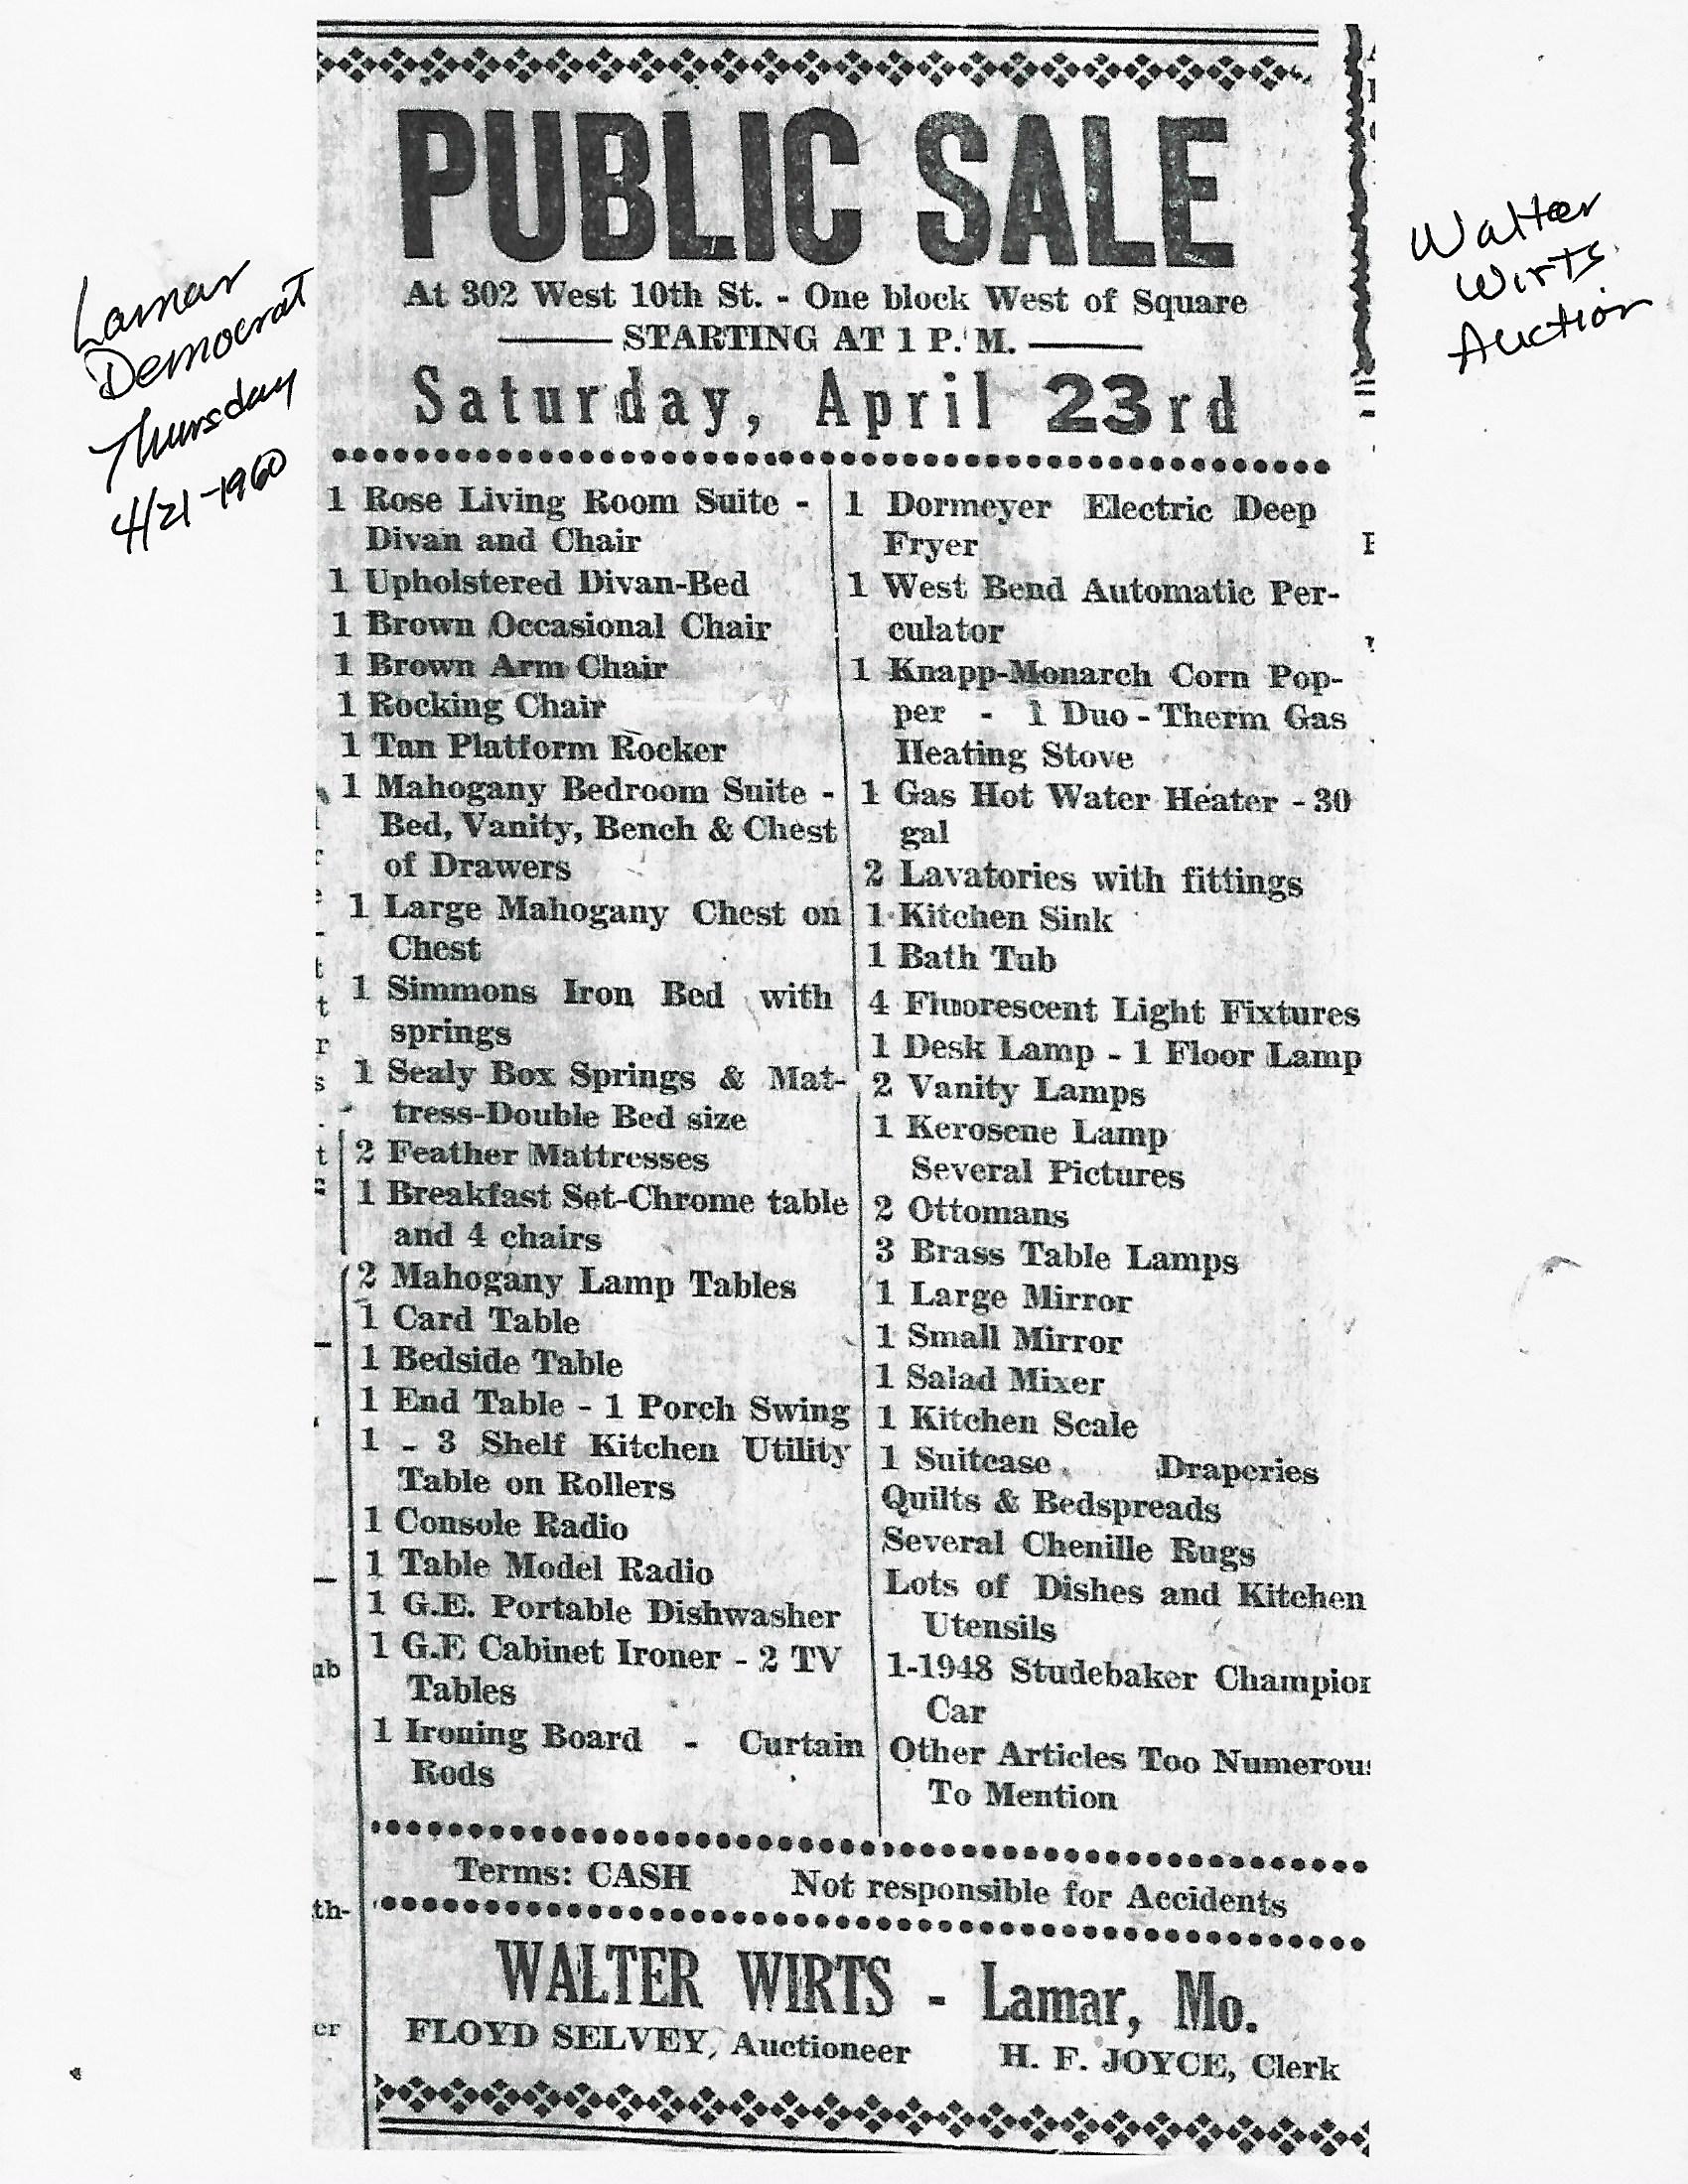 Lamar
Democrat
Thursday
4/21-1960
Walter
Wirts
Auction
PUBLIC SALE
At 302 West 10th St. - One block West of Square
STARTING AT 1 P. M.
Saturday, April 23rd
1 Rose Living Room Suite -
Divan and Chair
1 Upholstered Divan-Bed
1 Brown Occasional Chair
1 Brown Arm Chair
1 Rocking Chair
1 Tan Platform Rocker
1 Mahogany Bedroom Suite -
Bed, Vanity, Bench & Chest
of Drawers
1 Large Mahogany Chest on
Chest
1 Simmons Iron Bed with
springs
1 Sealy Box Springs & Mat-
tress-Double Bed size
2 Feather Mattresses
1 Breakfast Set-Chrome table
and 4 chairs
2 Mahogany Lamp Tables
1 Card Table
1 Bedside Table
1 End Table - 1 Porch Swing
1 - 3 Shelf Kitchen Utility
Table on Rollers
1 Console Radio
1 Table Model Radio
1 G.E. Portable Dishwasher
1 G.E Cabinet Ironer - 2 TV
Tables
1 Ironing Board - Curtain
Rods
1 Dormeyer Electric Deep
Fryer
1 West Bend Automatic Per-
culator
1 Knapp-Monarch Corn Pop-
per - 1 Duo - Therm Gas
Heating Stove
1 Gas Hot Water Heater - 30
gal
2 Lavatories with fittings
1 Kitchen Sink
1 Bath Tub
4 Fluorescent Light Fixtures
1 Desk Lamp - 1 Floor Lamp
2 Vanity Lamps
1 Kerosene Lamp
Several Pictures
2 Ottomans
3 Brass Table Lamps
1 Large Mirror
1 Small Mirror
1 Salad Mixer
1 Kitchen Scale
1 Suitcase Draperies
Quilts & Bedspreads
Several Chenille Rugs
Lots of Dishes and Kitchen
Utensils
1-1948 Studebaker Champion
Car
Other Articles Too Numerous
To Mention
Terms: CASH Not responsible for Accidents
WALTER WIRTS - Lamar, Mo.
FLOYD SELVEY, Auctioneer H. F. JOYCE, Clerk